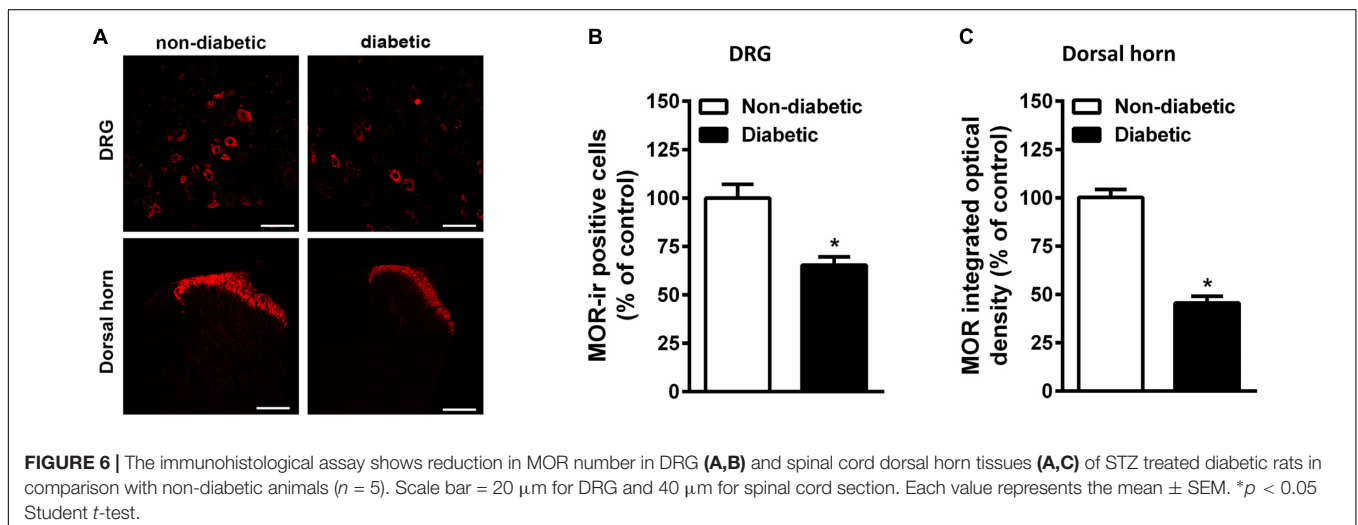 A
non-diabetic diabetic
DRG
Dorsal horn
B
DRG
MOR-ir positive cells
(% of control)
150
125
100
75
50
25
0
Non-diabetic
Diabetic
*
C
Dorsal horn
MOR integrated optical
density (% of control)
150
125
100
75
50
25
0
Non-diabetic
Diabetic
*
FIGURE 6 | The immunohistological assay shows reduction in MOR number in DRG (A,B) and spinal cord dorsal horn tissues (A,C) of STZ treated diabetic rats in
comparison with non-diabetic animals (n = 5). Scale bar = 20 μm for DRG and 40 μm for spinal cord section. Each value represents the mean ± SEM. *p < 0.05
Student t-test.